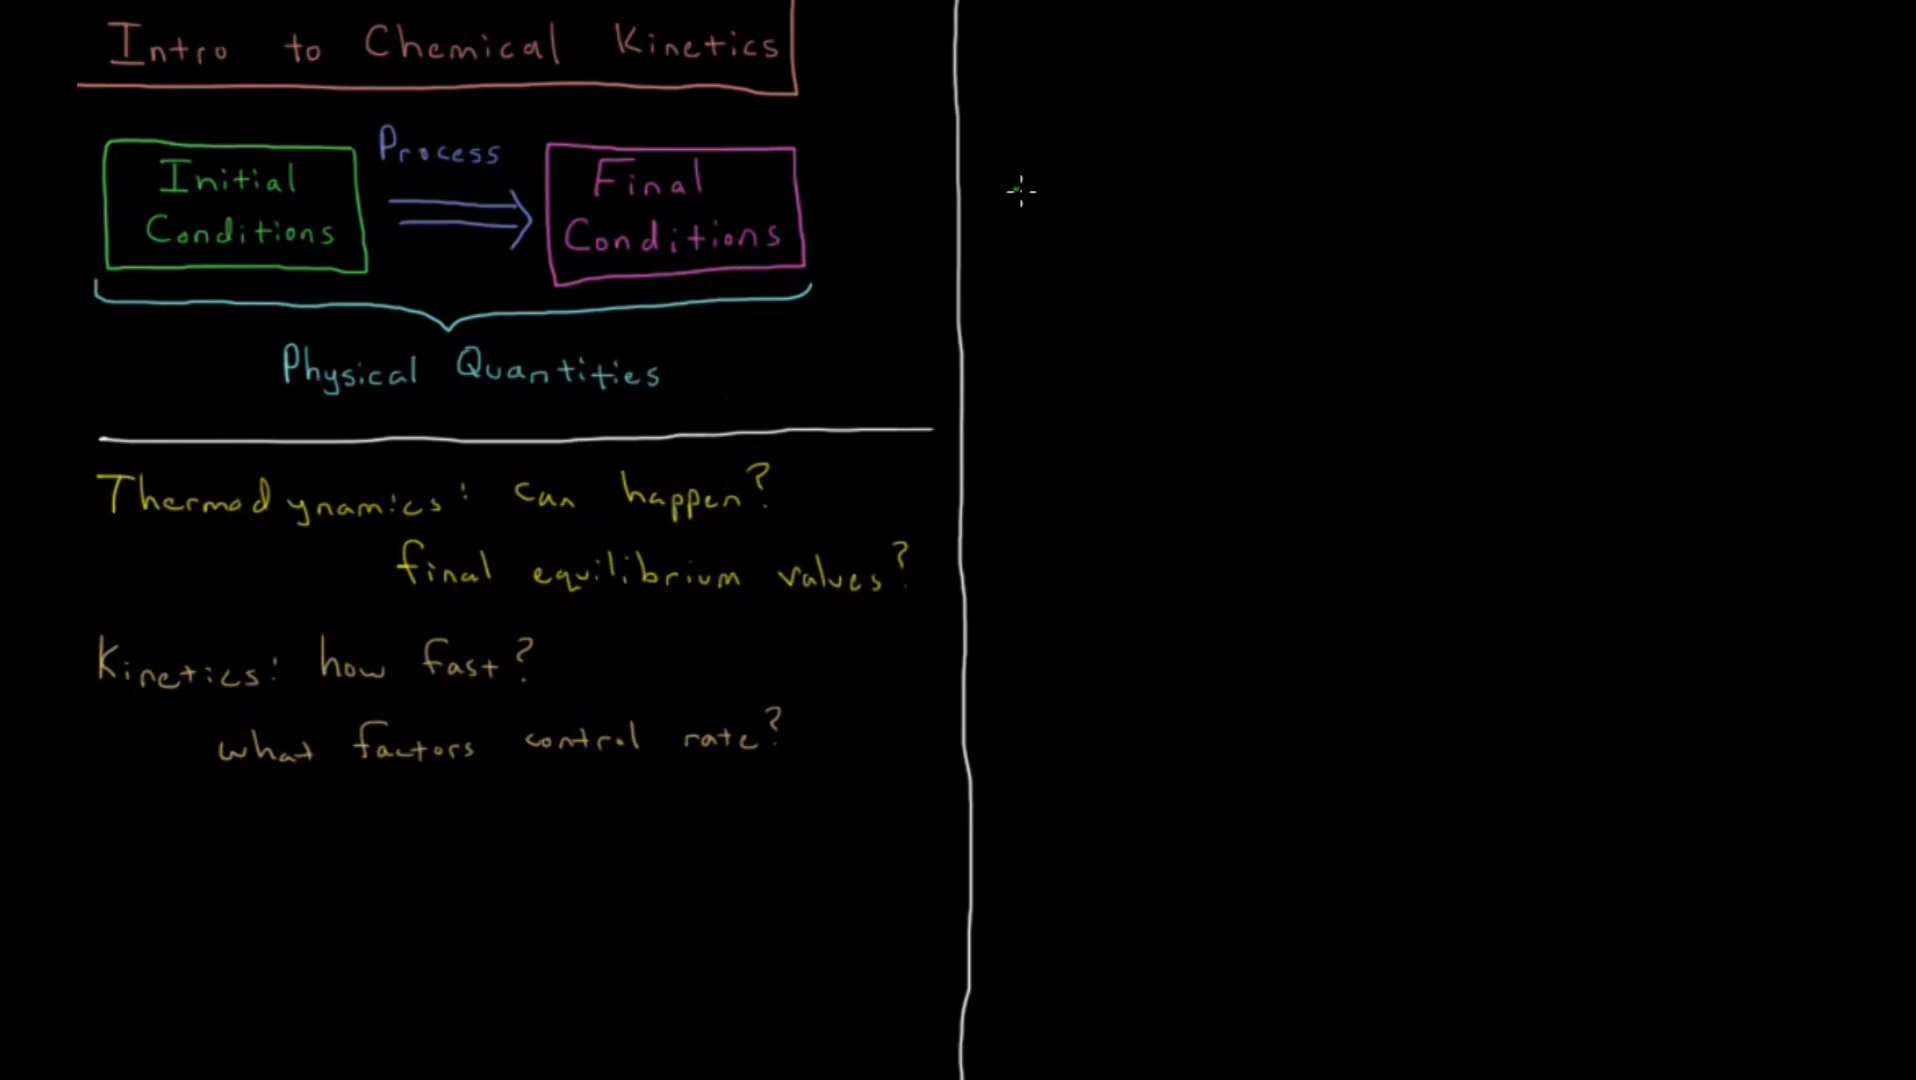 Intro to Chemical Kinetics
Process
Initial
Conditions
Final
Conditions
Physical Quantities
Thermodynamics: can happen?
final equilibrium values?
Kinetics: how fast?
what factors control rate?